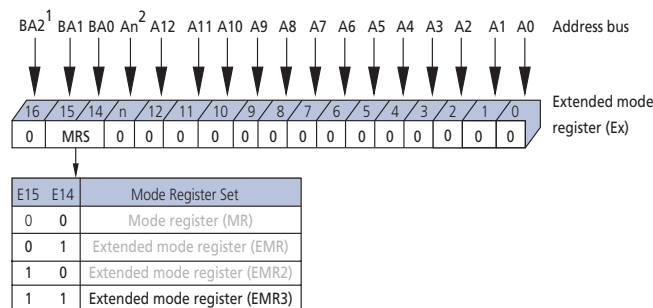 BA2¹ BA1 BA0 An² A12 A11 A10 A9 A8 A7 A6 A5 A4 A3 A2 A1 A0 Address bus
16 15 14 n 12 11 10 9 8 7 6 5 4 3 2 1 0 Extended mode
register (Ex)
0 MRS 0 0 0 0 0 0 0 0 0 0 0 0 0 0
E15 E14 Mode Register Set
0 0 Mode register (MR)
0 1 Extended mode register (EMR)
1 0 Extended mode register (EMR2)
1 1 Extended mode register (EMR3)